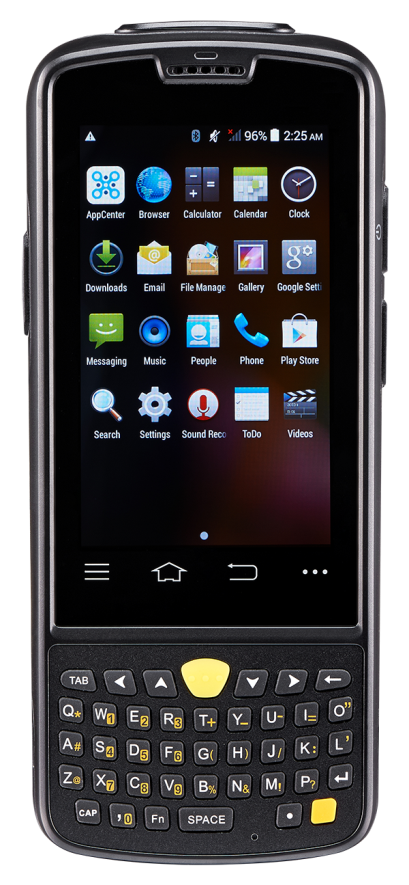 96% 2:25 AM
AppCenter Browser Calculator Calendar Clock
Downloads Email File Manage Gallery Google Setti
Messaging Music People Phone Play Store
Search Settings Sound Reco ToDo Videos
TAB
Q* W1 E2 R3 T+ Y_ U- I= O"
A# S4 D5 F6 G( H) J/ K: L'
Z@ X7 C8 V9 B% N& M! P?
CAP , 0 Fn SPACE .